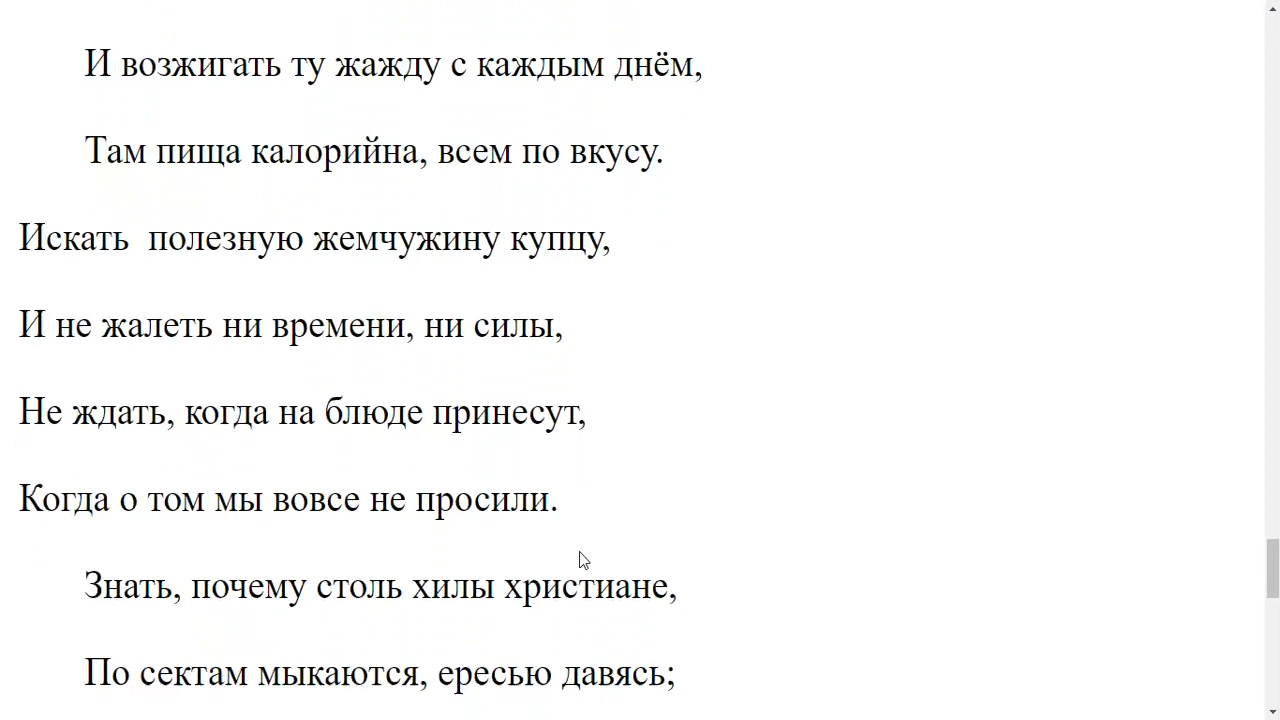 И возжигать ту жажду с каждым днём,
Там пища калорийна, всем по вкусу.
Искать  полезную жемчужину купцу,
И не жалеть ни времени, ни силы,
Не ждать, когда на блюде принесут,
Когда о том мы вовсе не просили.
Знать, почему столь хилы христиане,
По сектам мыкаются, ересью давясь;